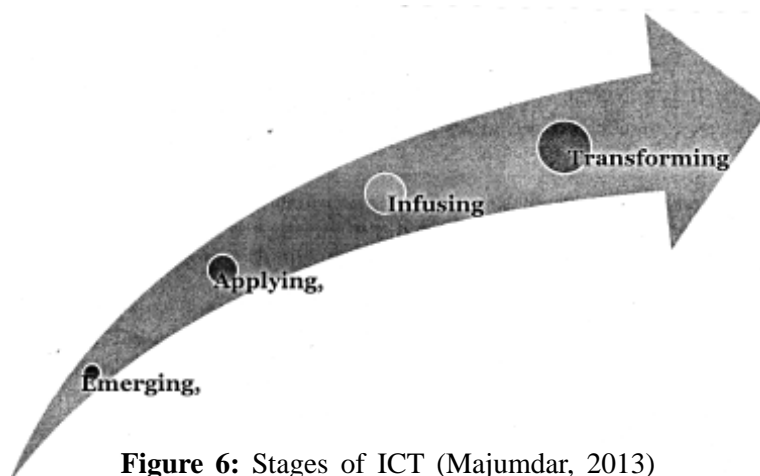 Transforming
Infusing
Applying,
Emerging,
Figure 6: Stages of ICT (Majumdar, 2013)